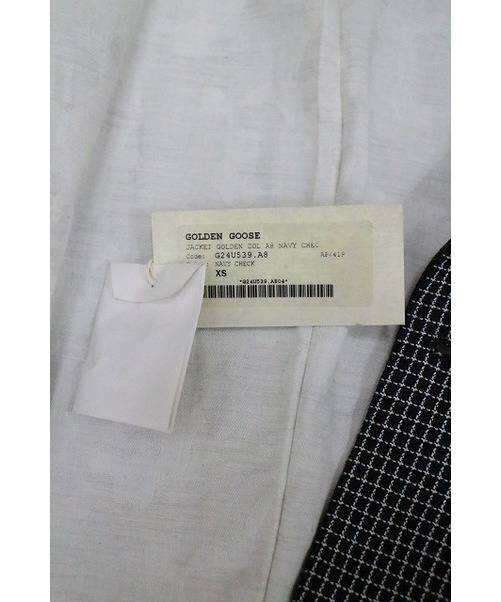 GOLDEN GOOSE
JACKET GOLDEN COL A8 NAVY CHEC
Code: G24U539.A8 A8/419
: NAVY CHECK
XS
*G24U539.A804*